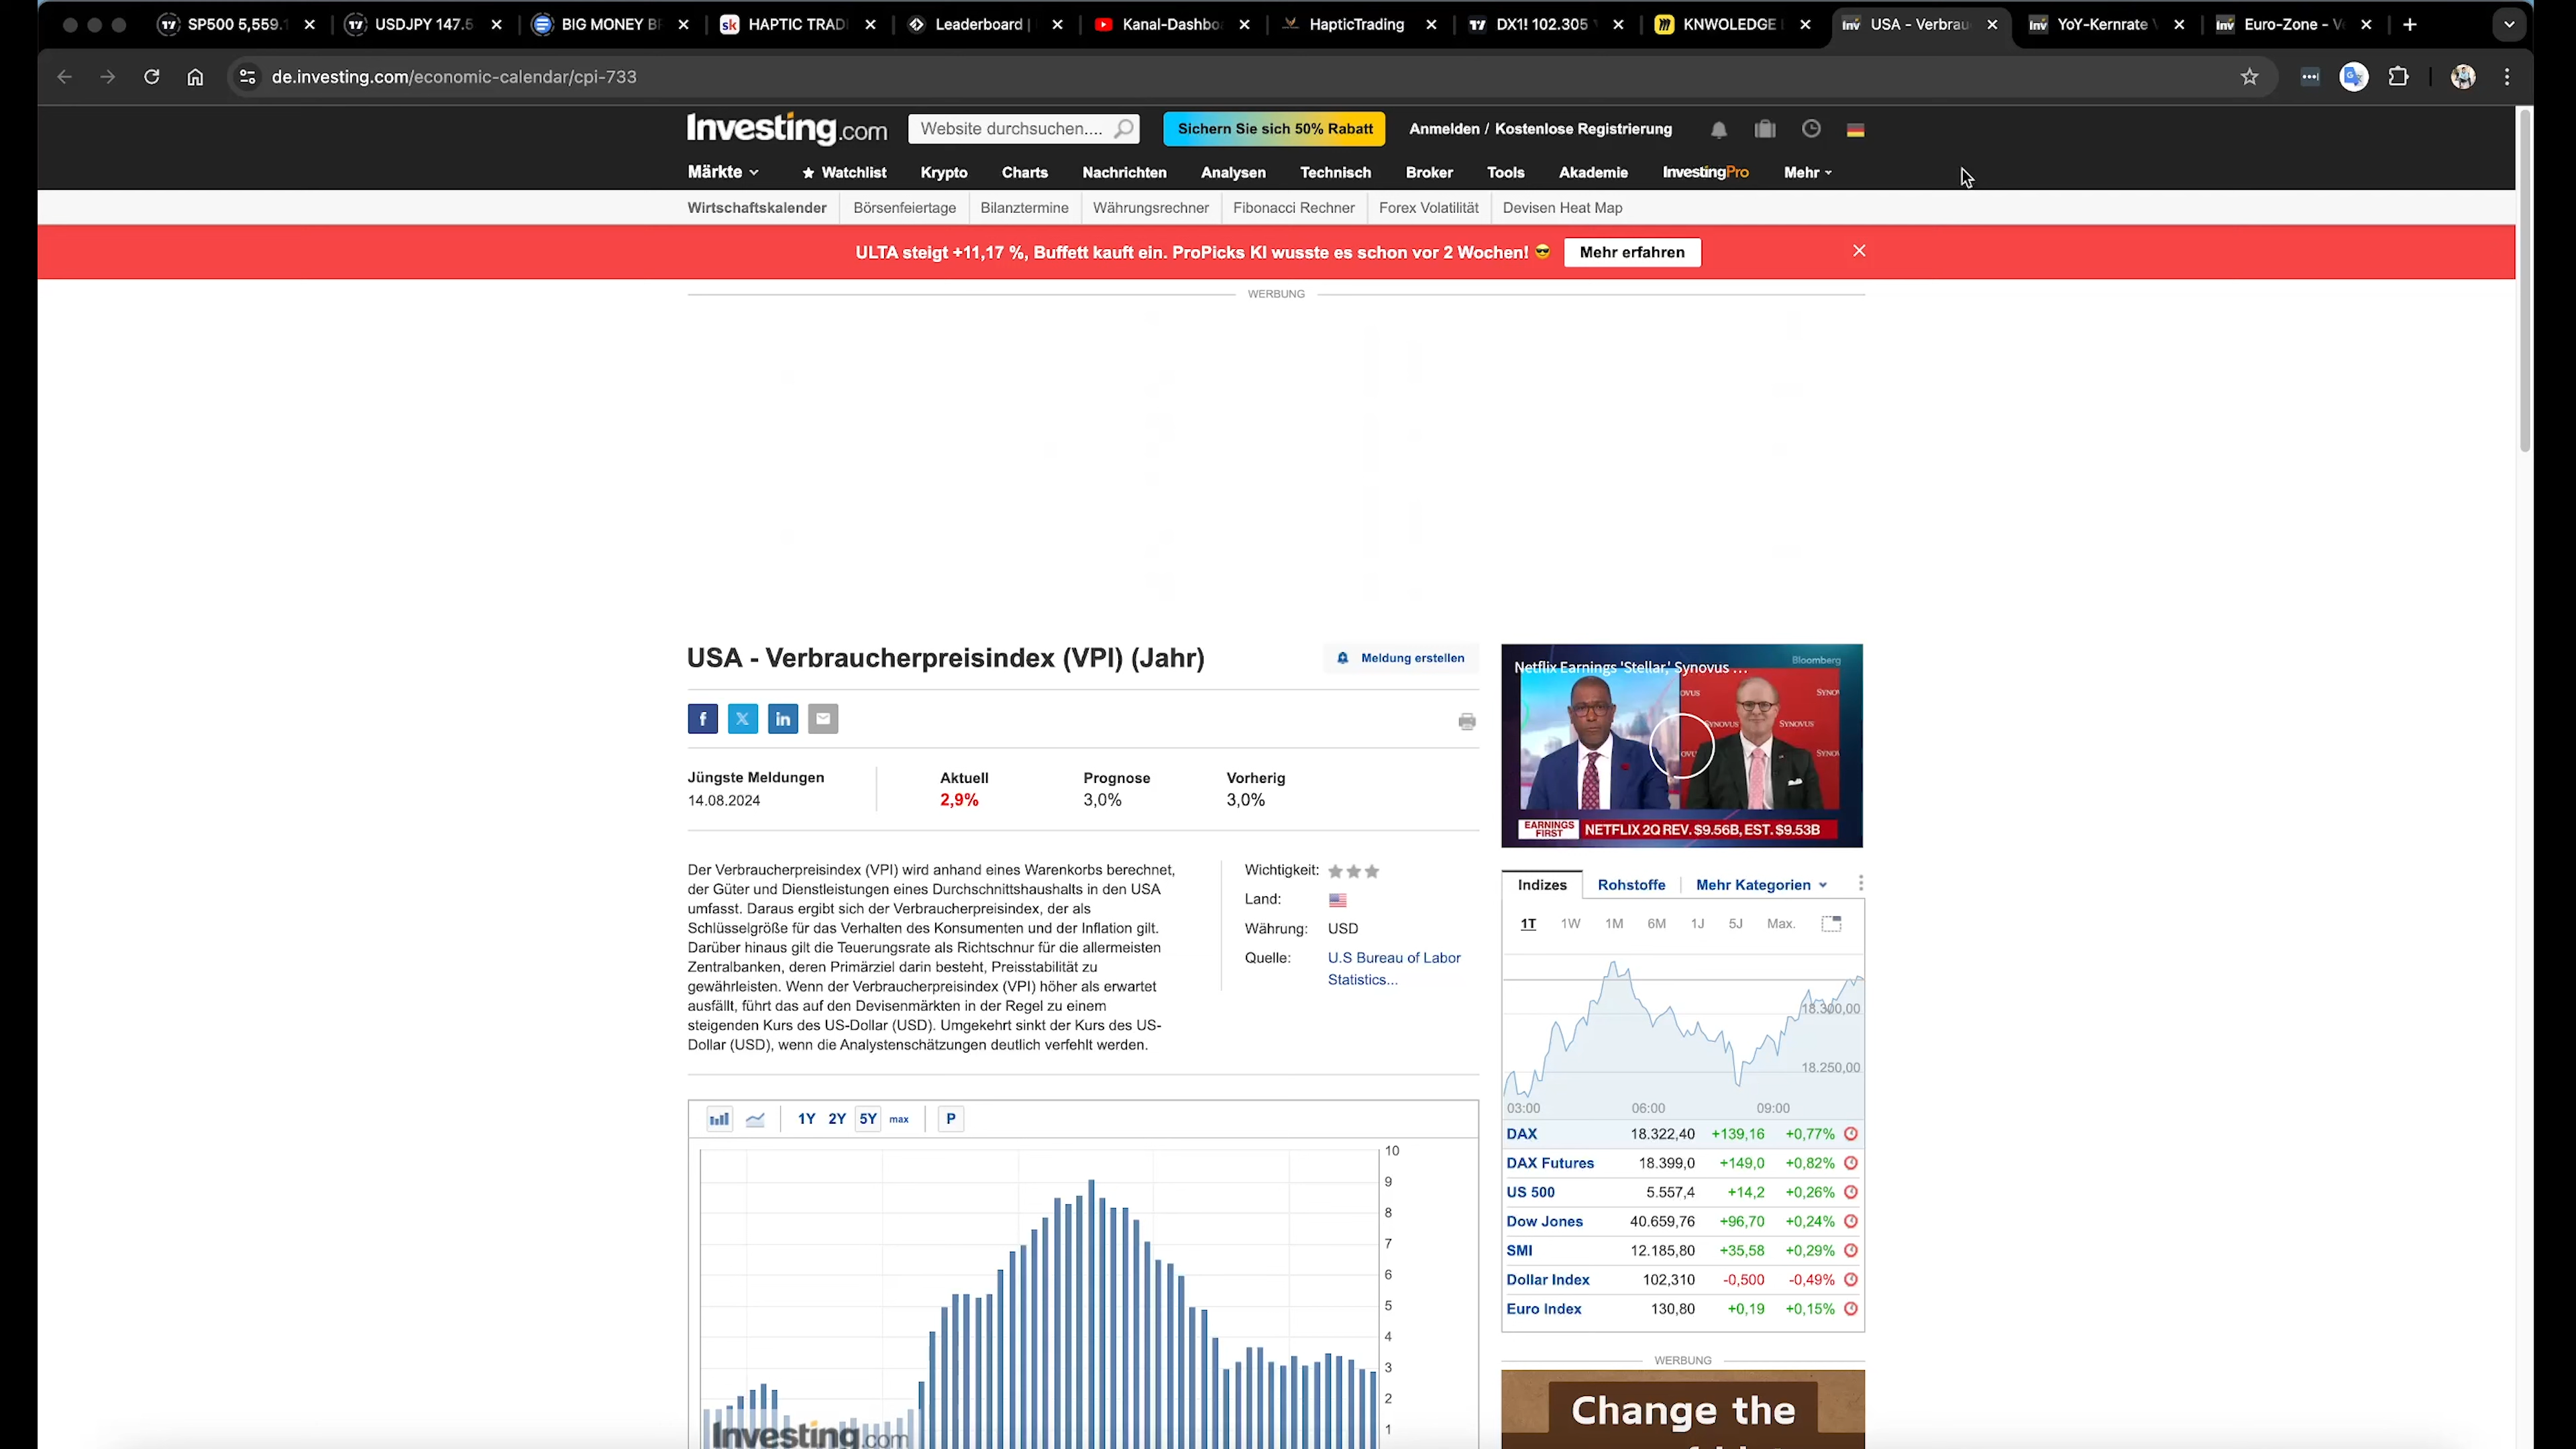 SP500 5,559.
USDJPY 147.5
BIG MONEY B
HAPTIC TRAD
Leaderboard |
Kanal-Dashbo
HapticTrading
DX1! 102.305
KNWOLEDGE
USA - Verbrau
YoY-Kernrate
Euro-Zone - V
de.investing.com/economic-calendar/cpi-733
Investing.com
Website durchsuchen....
Sichern Sie sich 50% Rabatt
Anmelden / Kostenlose Registrierung
Märkte
Watchlist
Krypto
Charts
Nachrichten
Analysen
Technisch
Broker
Tools
Akademie
InvestingPro
Mehr
Wirtschaftskalender
Börsenfeiertage
Bilanztermine
Währungsrechner
Fibonacci Rechner
Forex Volatilität
Devisen Heat Map
ULTA steigt +11,17 %, Buffett kauft ein. ProPicks KI wusste es schon vor 2 Wochen! 😎
Mehr erfahren
WERBUNG
USA - Verbraucherpreisindex (VPI) (Jahr)
Meldung erstellen
Jüngste Meldungen
14.08.2024
Aktuell
2,9%
Prognose
3,0%
Vorherig
3,0%
Der Verbraucherpreisindex (VPI) wird anhand eines Warenkorbs berechnet,
der Güter und Dienstleistungen eines Durchschnittshaushalts in den USA
umfasst. Daraus ergibt sich der Verbraucherpreisindex, der als
Schlüsselgröße für das Verhalten des Konsumenten und der Inflation gilt.
Darüber hinaus gilt die Teuerungsrate als Richtschnur für die allermeisten
Zentralbanken, deren Primärziel darin besteht, Preisstabilität zu
gewährleisten. Wenn der Verbraucherpreisindex (VPI) höher als erwartet
ausfällt, führt das auf den Devisenmärkten in der Regel zu einem
steigenden Kurs des US-Dollar (USD). Umgekehrt sinkt der Kurs des US-
Dollar (USD), wenn die Analystenschätzungen deutlich verfehlt werden.
Wichtigkeit:
Land:
Währung: USD
Quelle: U.S Bureau of Labor
Statistics...
1Y 2Y 5Y max P
10
9
8
7
6
5
4
3
2
1
Investing.com
Netflix Earnings 'Stellar,' Synovus ...
Bloomberg
SYNOVUS
SYNOVUS
EARNINGS
FIRST
NETFLIX 2Q REV. $9.56B, EST. $9.53B
Indizes
Rohstoffe
Mehr Kategorien
1T 1W 1M 6M 1J 5J Max.
18.300,00
18.250,00
03:00 06:00 09:00
DAX 18.322,40 +139,16 +0,77%
DAX Futures 18.399,0 +149,0 +0,82%
US 500 5.557,4 +14,2 +0,26%
Dow Jones 40.659,76 +96,70 +0,24%
SMI 12.185,80 +35,58 +0,29%
Dollar Index 102,310 -0,500 -0,49%
Euro Index 130,80 +0,19 +0,15%
WERBUNG
Change the